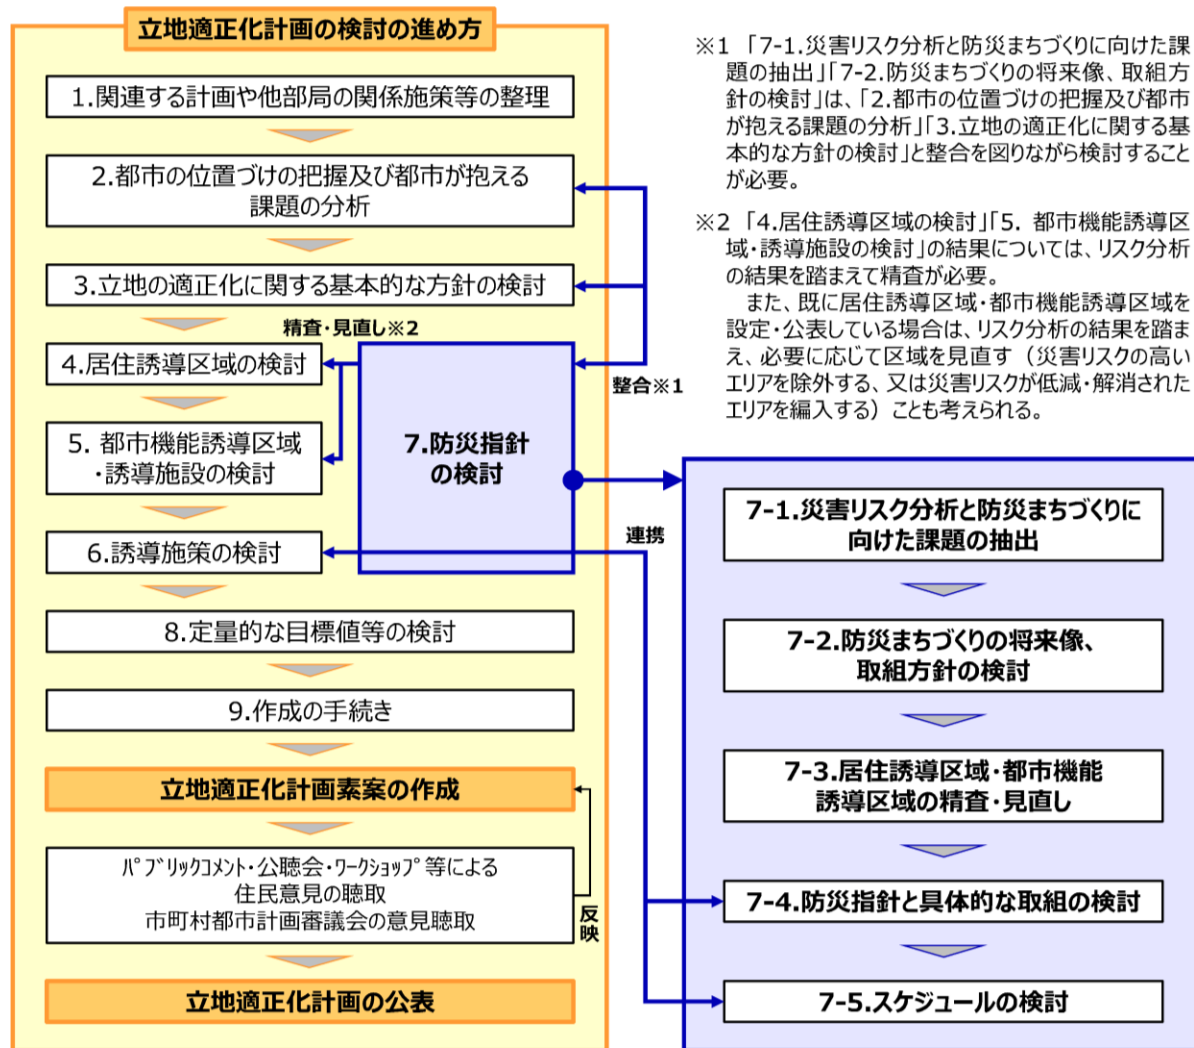 立地適正化計画の検討の進め方
1.関連する計画や他部局の関係施策等の整理
2.都市の位置づけの把握及び都市が抱える
課題の分析
3.立地の適正化に関する基本的な方針の検討
精査・見直し※2
4.居住誘導区域の検討
5. 都市機能誘導区域
・誘導施設の検討
6.誘導施策の検討
7.防災指針
の検討
整合※1
連携
8.定量的な目標値等の検討
9.作成の手続き
立地適正化計画素案の作成
ﾊﾟﾌﾞﾘｯｸｺﾒﾝﾄ・公聴会・ﾜｰｸｼｮｯﾌﾟ等による
住民意見の聴取
市町村都市計画審議会の意見聴取
反映
立地適正化計画の公表
※1 「7-1.災害リスク分析と防災まちづくりに向けた課
題の抽出」「7-2.防災まちづくりの将来像、取組方
針の検討」は、「2.都市の位置づけの把握及び都市
が抱える課題の分析」「3.立地の適正化に関する基
本的な方針の検討」と整合を図りながら検討すること
が必要。
※2 「4.居住誘導区域の検討」「5. 都市機能誘導区
域・誘導施設の検討」の結果については、リスク分析
の結果を踏まえて精査が必要。
また、既に居住誘導区域・都市機能誘導区域を
設定・公表している場合は、リスク分析の結果を踏ま
え、必要に応じて区域を見直す（災害リスクの高い
エリアを除外する、又は災害リスクが低減・解消された
エリアを編入する）ことも考えられる。
7-1.災害リスク分析と防災まちづくりに
向けた課題の抽出
7-2.防災まちづくりの将来像、
取組方針の検討
7-3.居住誘導区域・都市機能
誘導区域の精査・見直し
7-4.防災指針と具体的な取組の検討
7-5.スケジュールの検討